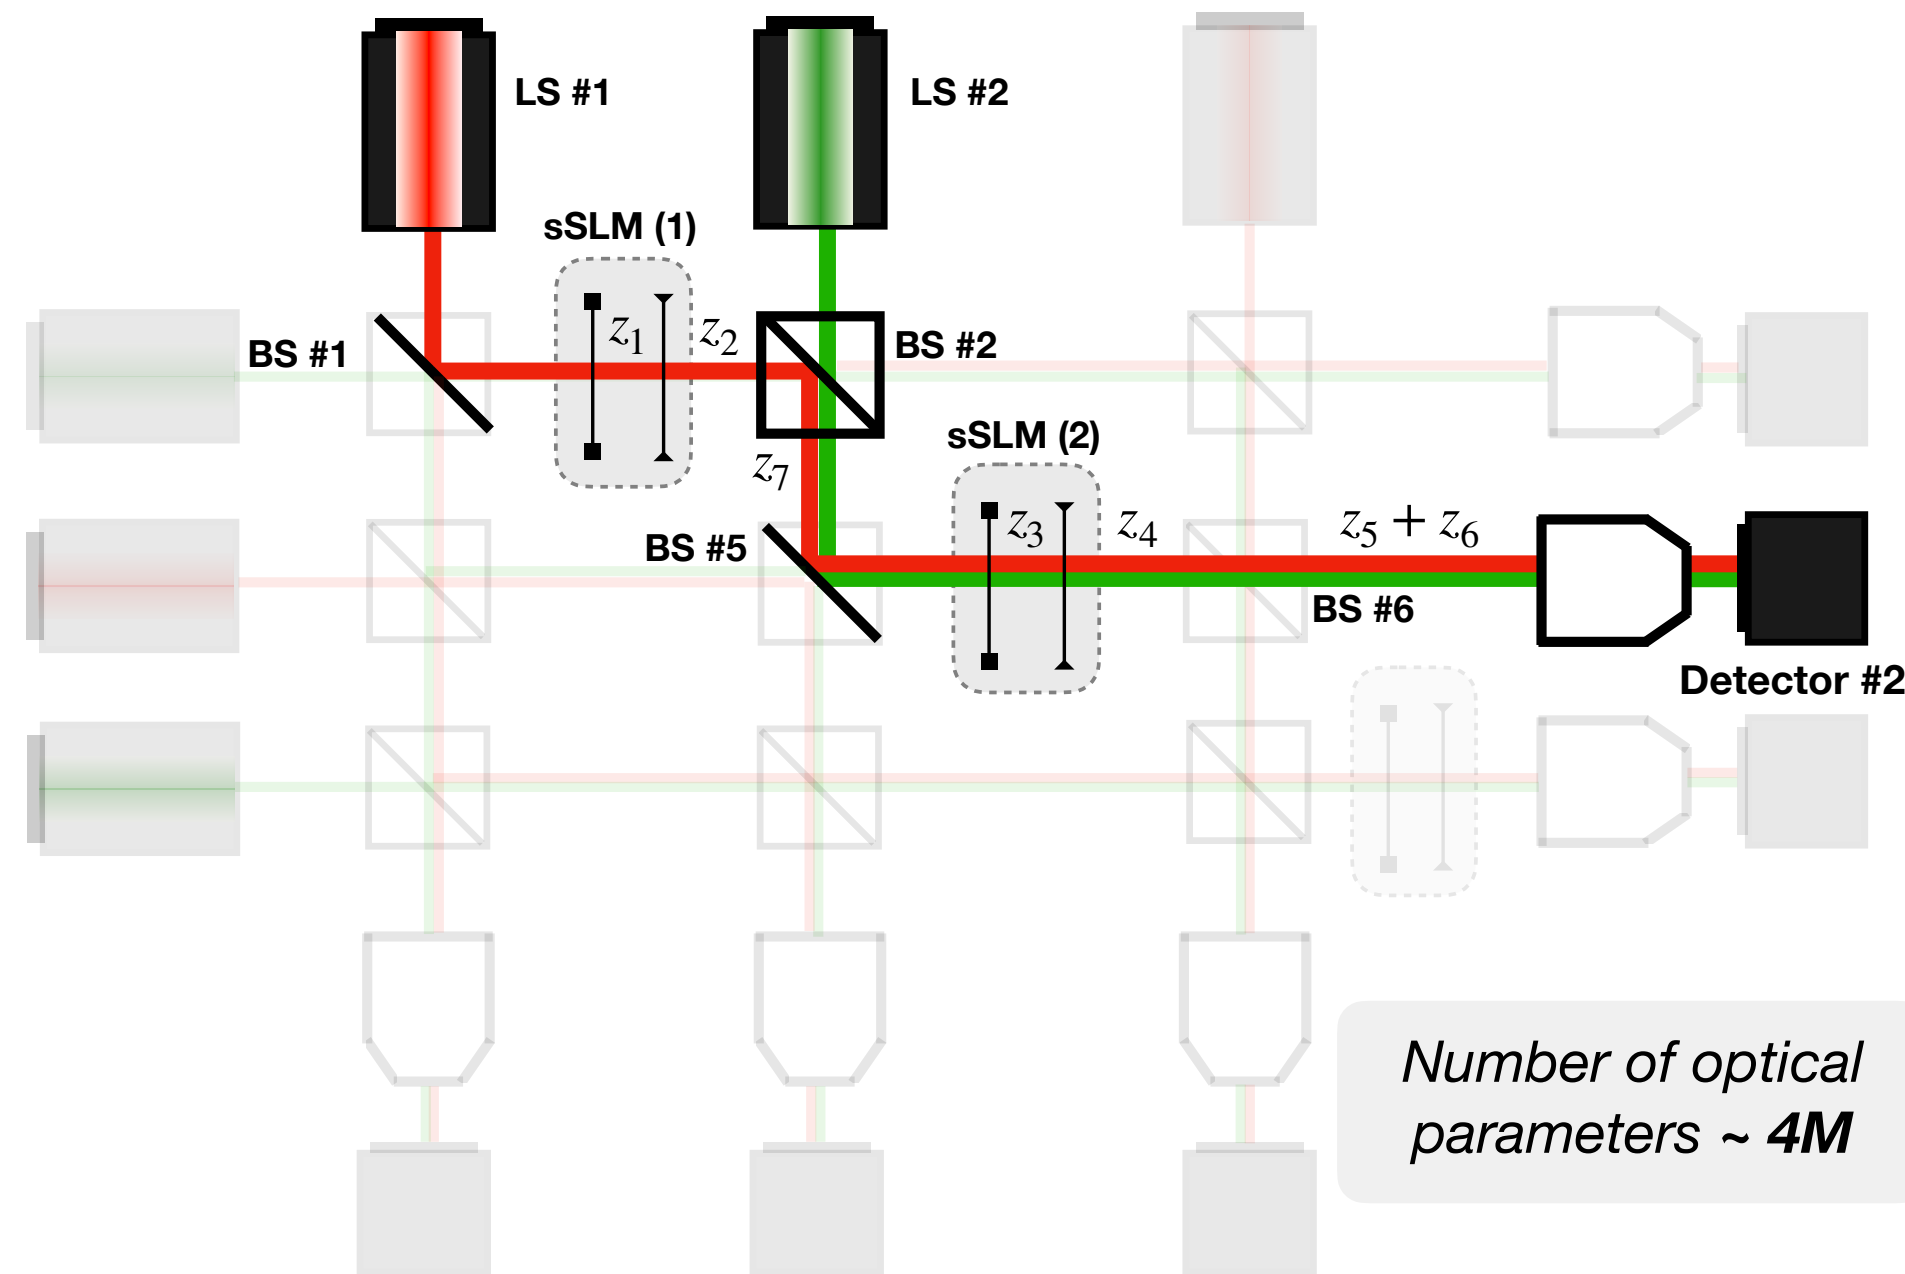 LS #1
LS #2
sSLM (1)
BS #1
z₁
z₂
BS #2
sSLM (2)
z₇
BS #5
z₃
z₄
z₅ + z₆
BS #6
Detector #2
Number of optical
parameters ~ 4M